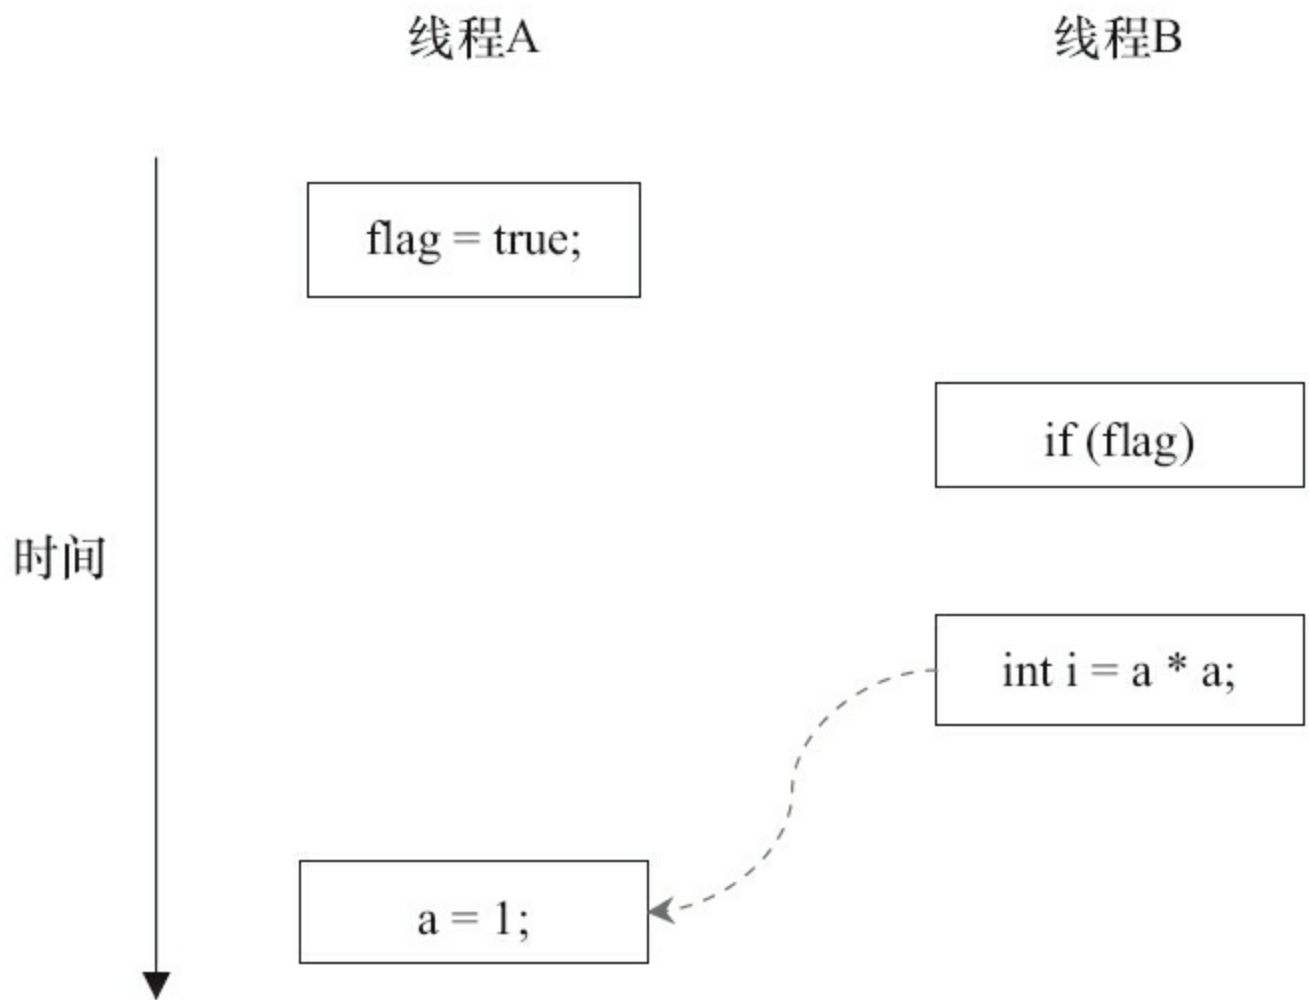 线程A
线程B
flag = true;
if (flag)
时间
int i = a * a;
a = 1;